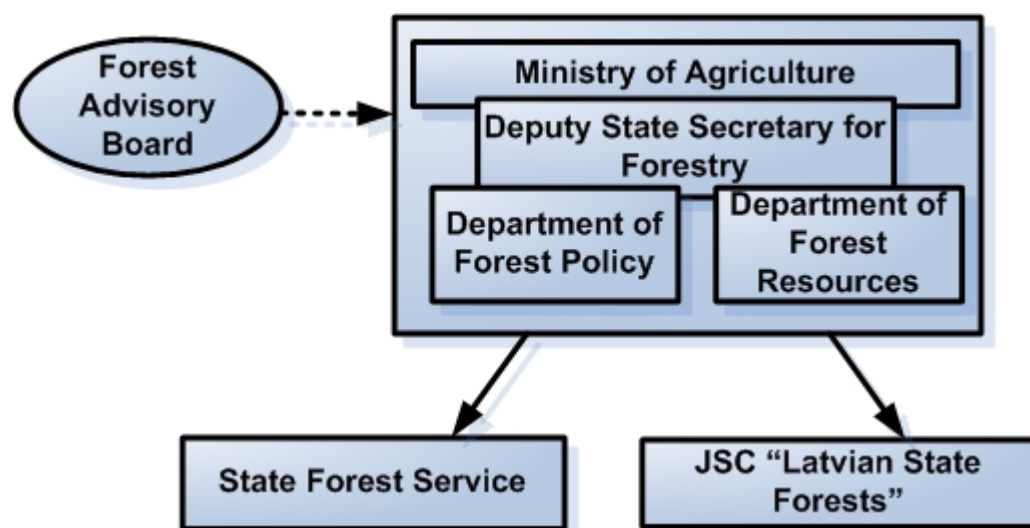 Forest
Advisory
Board
Ministry of Agriculture
Deputy State Secretary for
Forestry
Department of
Forest Policy
Department of
Forest
Resources
State Forest Service
JSC “Latvian State
Forests”